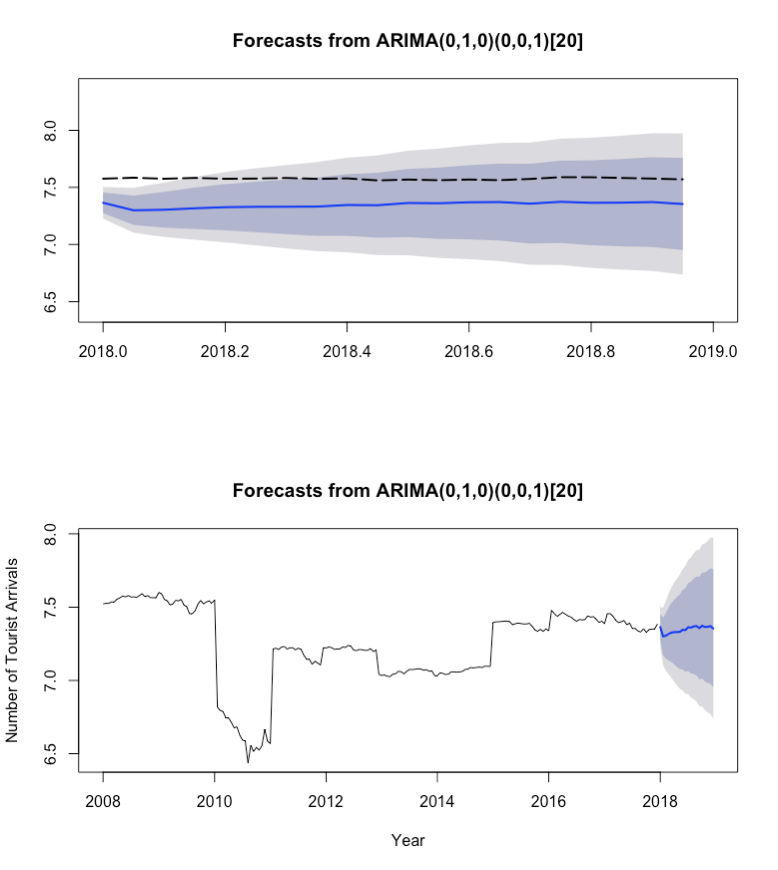 Forecasts from ARIMA(0,1,0)(0,0,1)[20]
8.0
7.5
7.0
6.5
2018.0 2018.2 2018.4 2018.6 2018.8 2019.0
Forecasts from ARIMA(0,1,0)(0,0,1)[20]
Number of Tourist Arrivals
8.0
7.5
7.0
6.5
2008 2010 2012 2014 2016 2018
Year